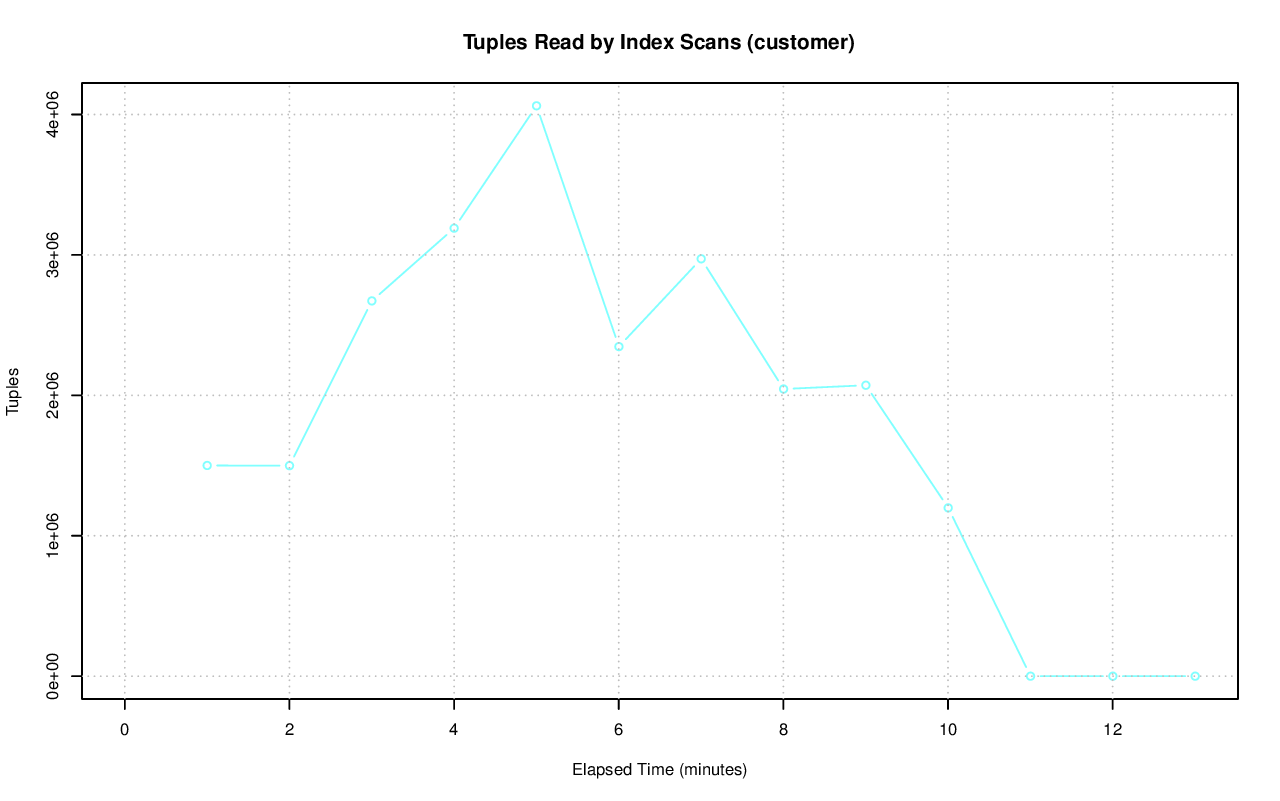 Tuples Read by Index Scans (customer)
4e+06
3e+06
2e+06
1e+06
0e+00
Tuples
0 2 4 6 8 10 12
Elapsed Time (minutes)